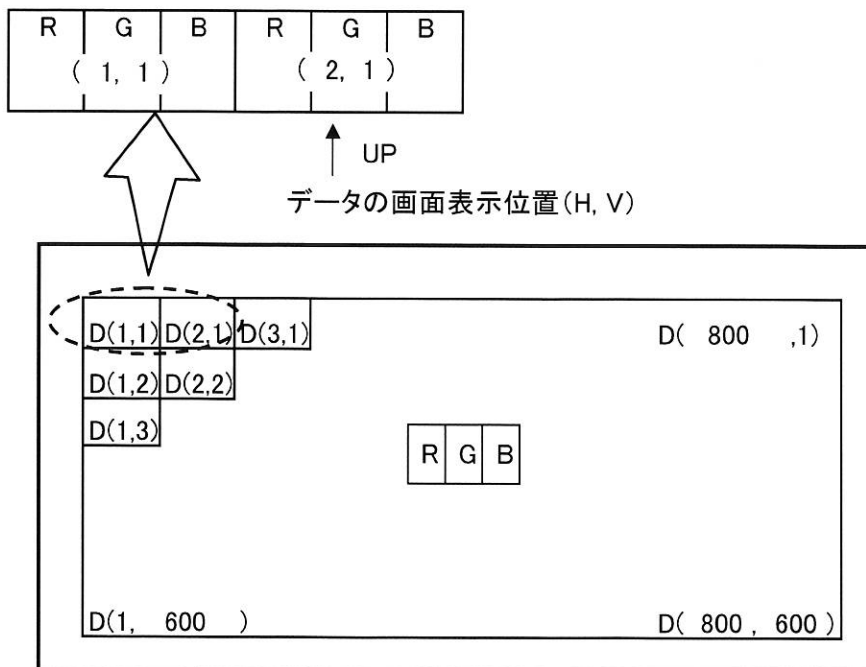 R G B R G B
( 1, 1 ) ( 2, 1 )
UP
データの画面表示位置(H, V)
D(1,1) D(2,1) D(3,1) D( 800 ,1)
D(1,2) D(2,2)
D(1,3)
R G B
D(1, 600 ) D( 800 , 600 )